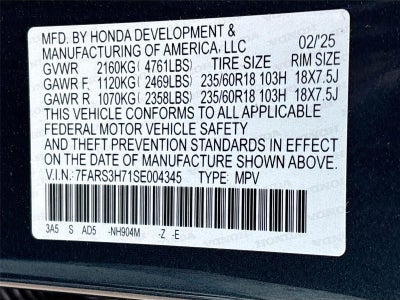 MFD. BY HONDA DEVELOPMENT &
MANUFACTURING OF AMERICA, LLC 02/'25
GVWR 2160KG (4761LBS) TIRE SIZE RIM SIZE
GAWR F. 1120KG (2469LBS) 235/60R18 103H 18X7.5J
GAWR R 1070KG (2358LBS) 235/60R18 103H 18X7.5J
THIS VEHICLE CONFORMS TO ALL APPLICABLE
FEDERAL MOTOR VEHICLE SAFETY
AND THEFT PREVENTION STANDARDS IN EFFECT
ON THE DATE OF MANUFACTURE SHOWN ABOVE.
V.I.N.: 7FARS3H71SE004345 TYPE: MPV
3A5 S AD5 -NH904M -Z -E